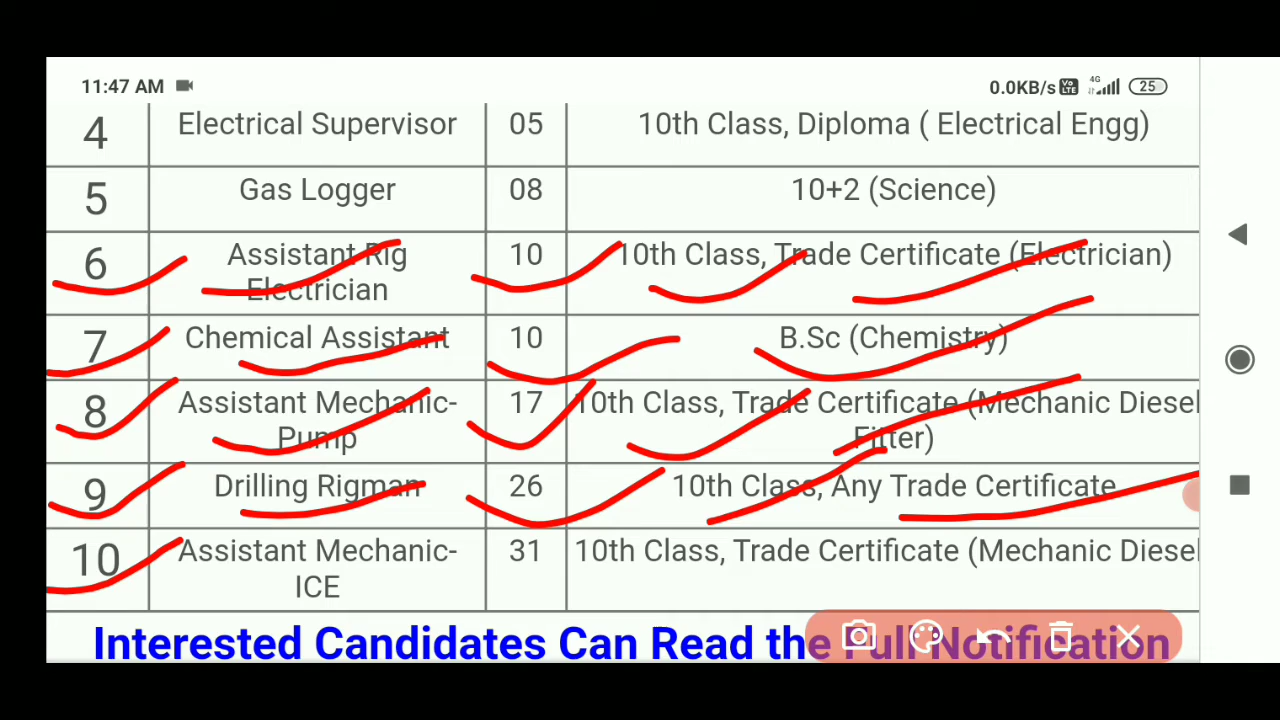 11:47 AM 0.0KB/s Vo LTE 4G 25
4 Electrical Supervisor 05 10th Class, Diploma ( Electrical Engg)
5 Gas Logger 08 10+2 (Science)
6 Assistant Rig 10 10th Class, Trade Certificate (Electrician)
Electrician
7 Chemical Assistant 10 B.Sc (Chemistry)
8 Assistant Mechanic- 17 10th Class, Trade Certificate (Mechanic Diesel
Pump Fitter)
9 Drilling Rigman 26 10th Class, Any Trade Certificate
10 Assistant Mechanic- 31 10th Class, Trade Certificate (Mechanic Diesel
ICE
Interested Candidates Can Read the Full Notification